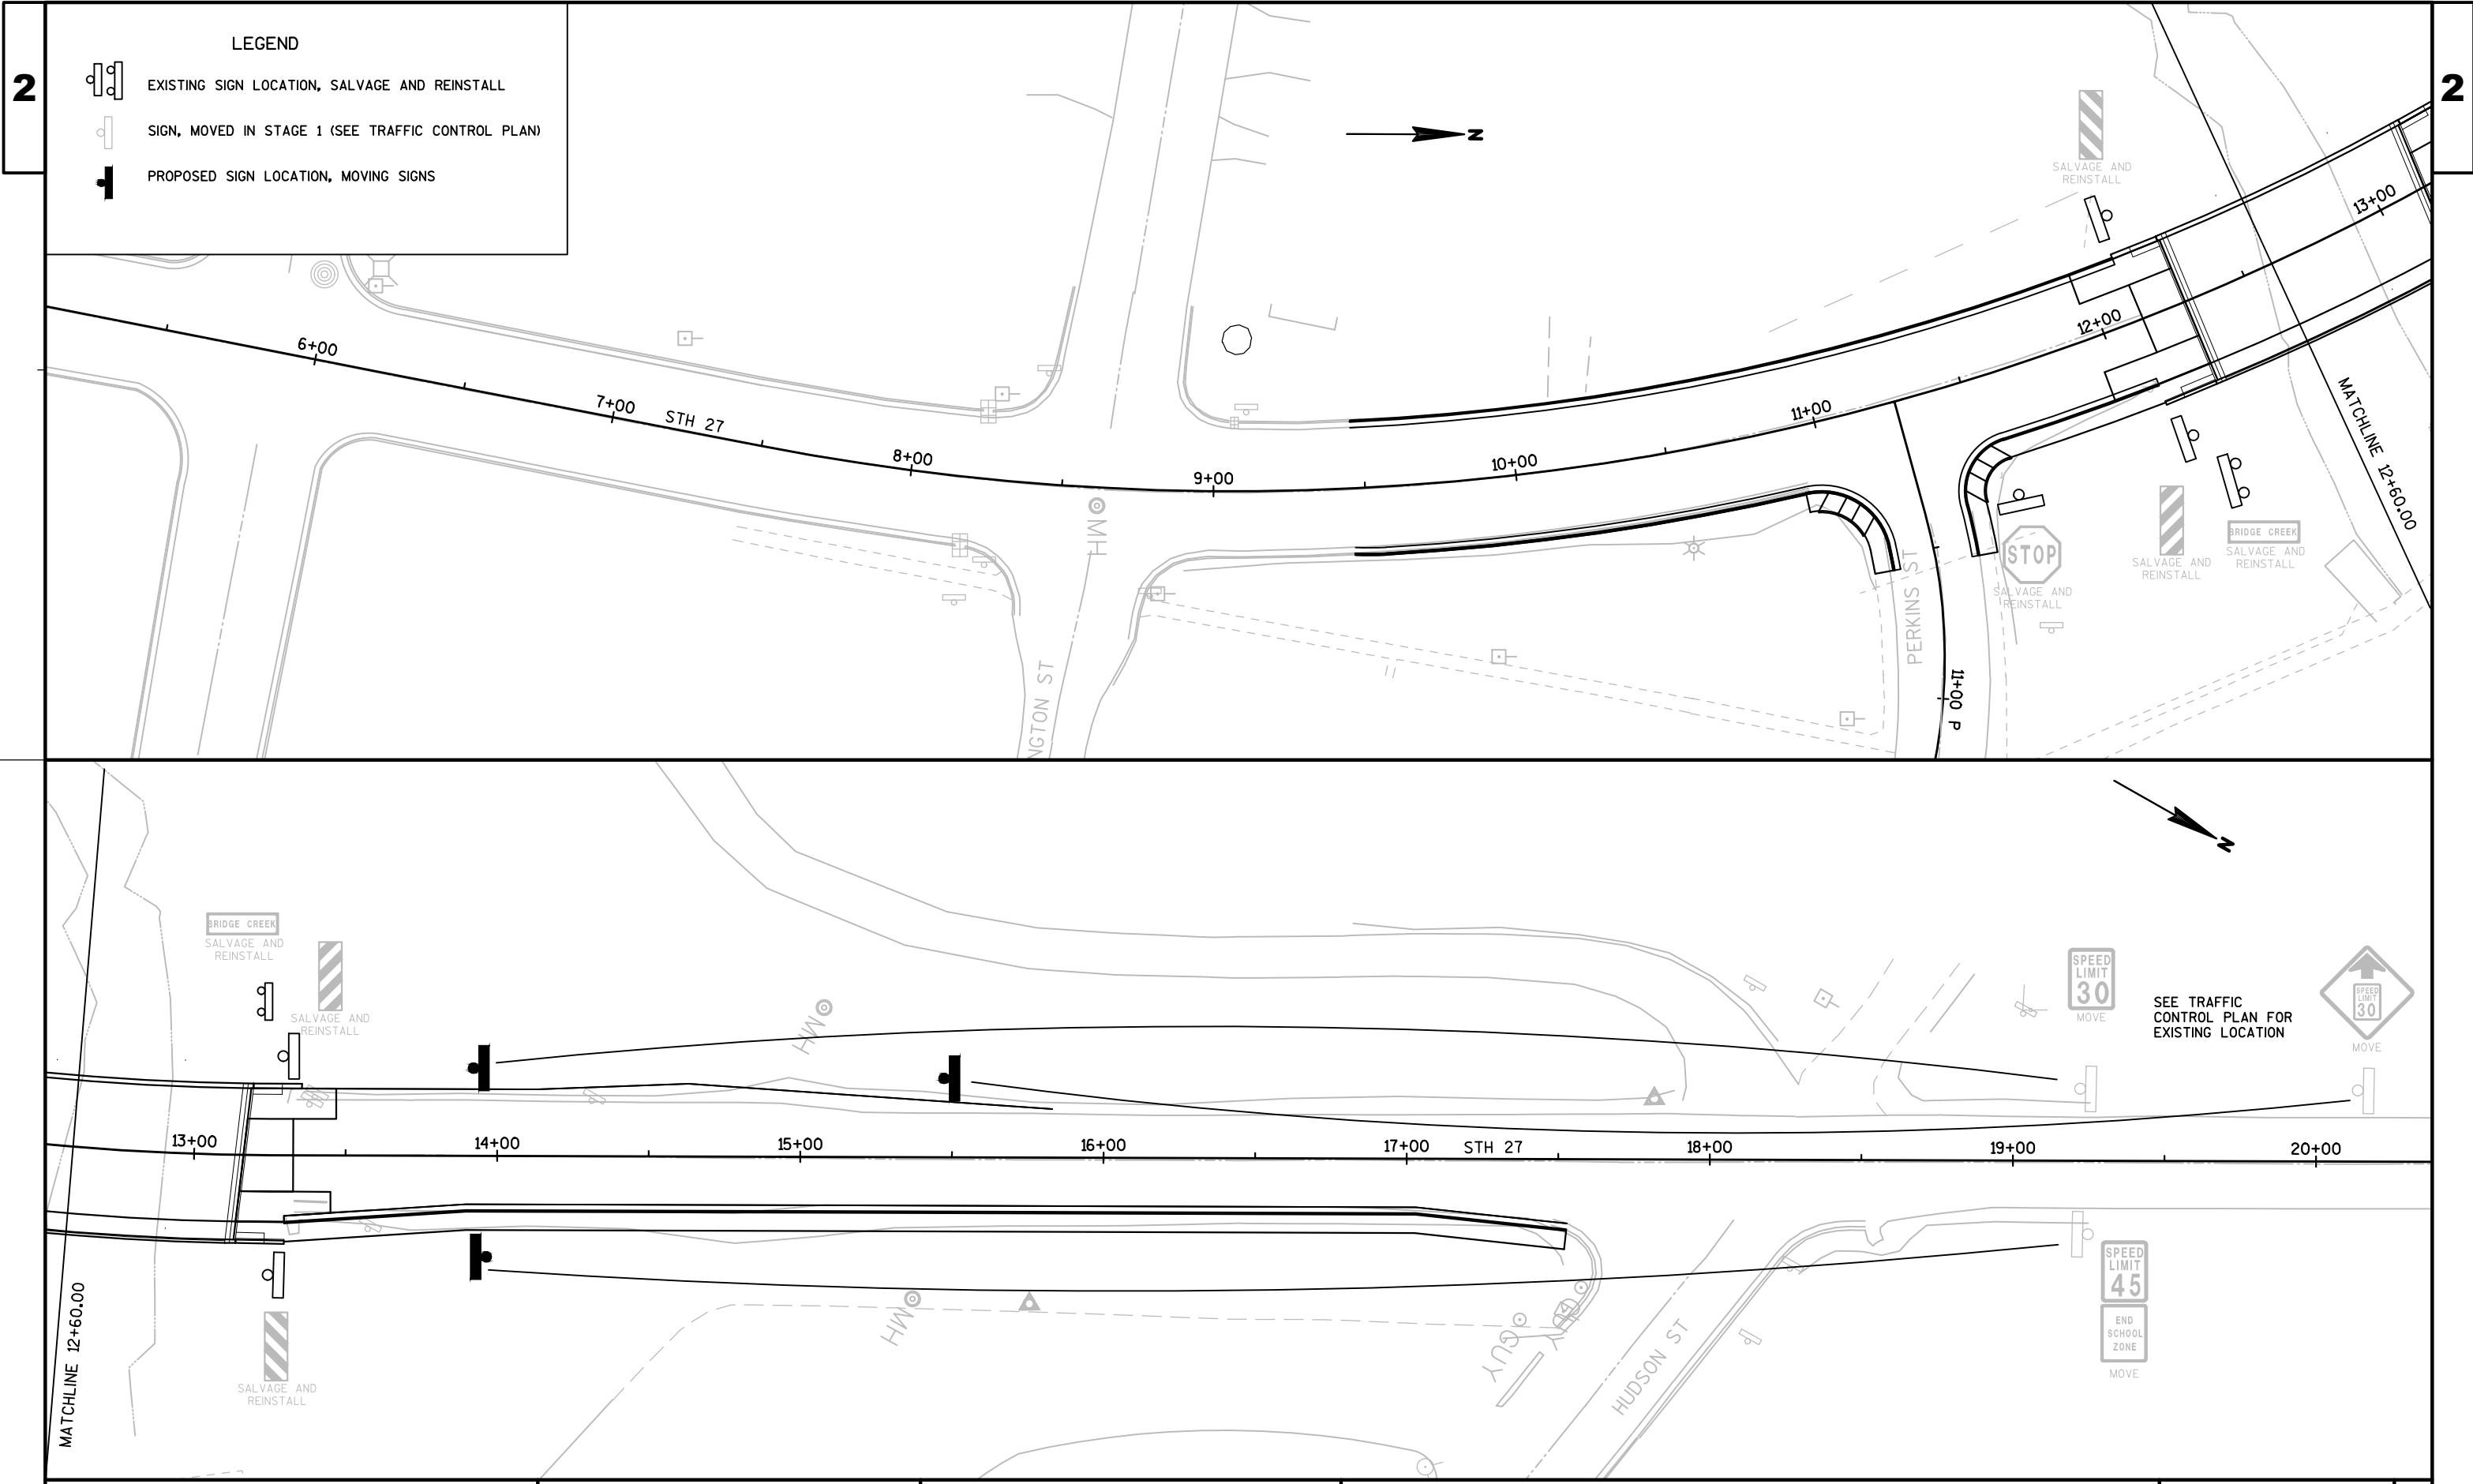 2
2
LEGEND
EXISTING SIGN LOCATION, SALVAGE AND REINSTALL
SIGN, MOVED IN STAGE 1 (SEE TRAFFIC CONTROL PLAN)
PROPOSED SIGN LOCATION, MOVING SIGNS
N
SALVAGE AND
REINSTALL
13+00
12+00
6+00
7+00
STH 27
8+00
9+00
10+00
11+00
MATCHLINE 12+60.00
MH
NGTON ST
PERKINS ST
11+00 P
STOP
SALVAGE AND
REINSTALL
SALVAGE AND
REINSTALL
BRIDGE CREEK
SALVAGE AND
REINSTALL
N
BRIDGE CREEK
SALVAGE AND
REINSTALL
SALVAGE AND
REINSTALL
MH
SPEED
LIMIT
30
MOVE
SEE TRAFFIC
CONTROL PLAN FOR
EXISTING LOCATION
SPEED
LIMIT
30
MOVE
13+00
14+00
15+00
16+00
17+00
STH 27
18+00
19+00
20+00
MATCHLINE 12+60.00
SALVAGE AND
REINSTALL
MH
GUY
HUDSON ST
SPEED
LIMIT
45
END
SCHOOL
ZONE
MOVE